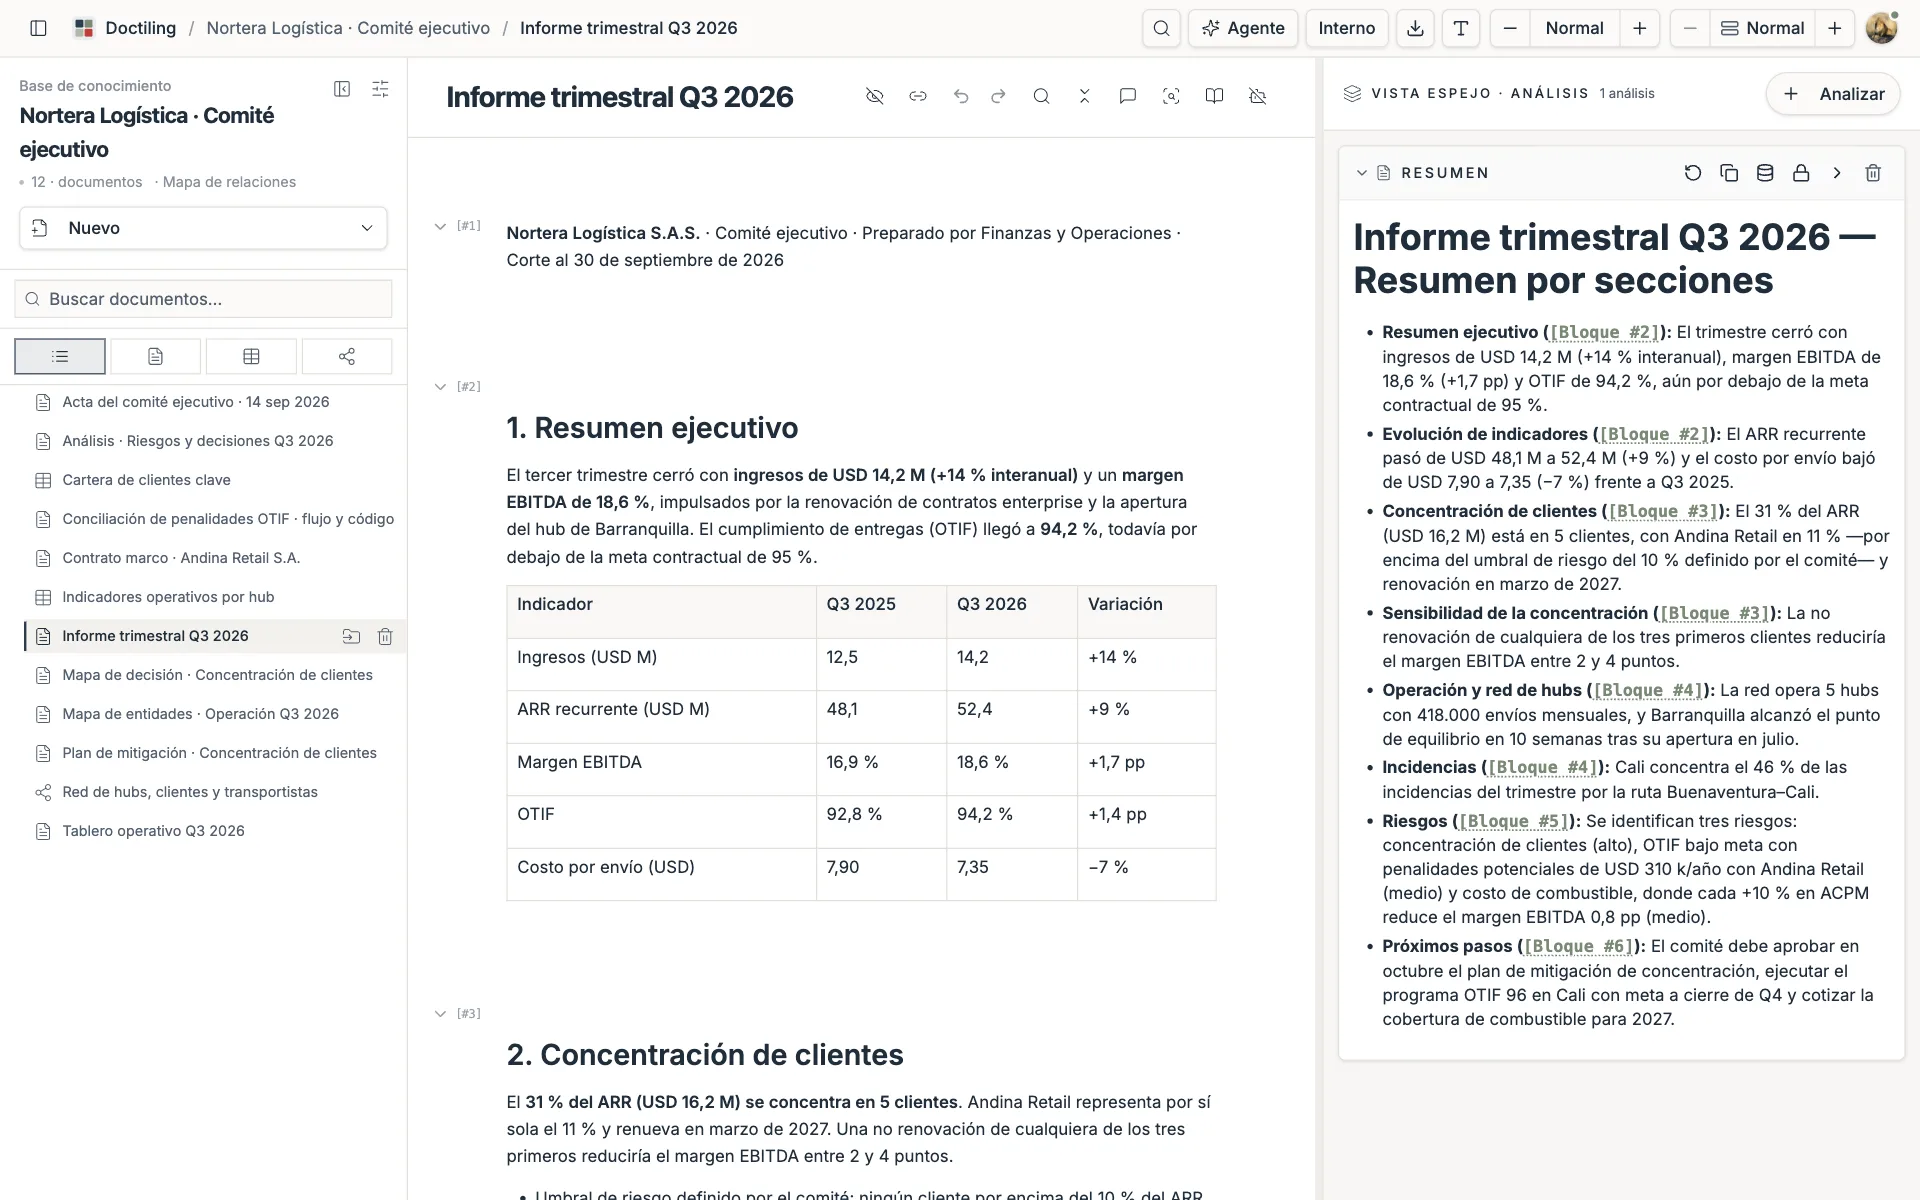 Doctiling / Nortera Logística · Comité ejecutivo / Informe trimestral Q3 2026
Agente
Interno
Normal
Normal
Base de conocimiento
Nortera Logística · Comité
ejecutivo
• 12 · documentos · Mapa de relaciones
Nuevo
Buscar documentos...
Acta del comité ejecutivo · 14 sep 2026
Análisis · Riesgos y decisiones Q3 2026
Cartera de clientes clave
Conciliación de penalidades OTIF · flujo y código
Contrato marco · Andina Retail S.A.
Indicadores operativos por hub
Informe trimestral Q3 2026
Mapa de decisión · Concentración de clientes
Mapa de entidades · Operación Q3 2026
Plan de mitigación · Concentración de clientes
Red de hubs, clientes y transportistas
Tablero operativo Q3 2026
Informe trimestral Q3 2026
[#1]
Nortera Logística S.A.S. · Comité ejecutivo · Preparado por Finanzas y Operaciones ·
Corte al 30 de septiembre de 2026
[#2]
1. Resumen ejecutivo
El tercer trimestre cerró con ingresos de USD 14,2 M (+14 % interanual) y un margen
EBITDA de 18,6 %, impulsados por la renovación de contratos enterprise y la apertura
del hub de Barranquilla. El cumplimiento de entregas (OTIF) llegó a 94,2 %, todavía por
debajo de la meta contractual de 95 %.
Indicador Q3 2025 Q3 2026 Variación
Ingresos (USD M) 12,5 14,2 +14 %
ARR recurrente (USD M) 48,1 52,4 +9 %
Margen EBITDA 16,9 % 18,6 % +1,7 pp
OTIF 92,8 % 94,2 % +1,4 pp
Costo por envío (USD) 7,90 7,35 −7 %
[#3]
2. Concentración de clientes
El 31 % del ARR (USD 16,2 M) se concentra en 5 clientes. Andina Retail representa por sí
sola el 11 % y renueva en marzo de 2027. Una no renovación de cualquiera de los tres
primeros reduciría el margen EBITDA entre 2 y 4 puntos.
• Umbral de riesgo definido por el comité: ningún cliente por encima del 10 % del ARR
VISTA ESPEJO · ANÁLISIS 1 análisis
Analizar
RESUMEN
Informe trimestral Q3 2026 —
Resumen por secciones
• Resumen ejecutivo ([Bloque #2]): El trimestre cerró con
ingresos de USD 14,2 M (+14 % interanual), margen EBITDA de
18,6 % (+1,7 pp) y OTIF de 94,2 %, aún por debajo de la meta
contractual de 95 %.
• Evolución de indicadores ([Bloque #2]): El ARR recurrente
pasó de USD 48,1 M a 52,4 M (+9 %) y el costo por envío bajó
de USD 7,90 a 7,35 (−7 %) frente a Q3 2025.
• Concentración de clientes ([Bloque #3]): El 31 % del ARR
(USD 16,2 M) está en 5 clientes, con Andina Retail en 11 % —por
encima del umbral de riesgo del 10 % definido por el comité— y
renovación en marzo de 2027.
• Sensibilidad de la concentración ([Bloque #3]): La no
renovación de cualquiera de los tres primeros clientes reduciría
el margen EBITDA entre 2 y 4 puntos.
• Operación y red de hubs ([Bloque #4]): La red opera 5 hubs
con 418.000 envíos mensuales, y Barranquilla alcanzó el punto
de equilibrio en 10 semanas tras su apertura en julio.
• Incidencias ([Bloque #4]): Cali concentra el 46 % de las
incidencias del trimestre por la ruta Buenaventura–Cali.
• Riesgos ([Bloque #5]): Se identifican tres riesgos:
concentración de clientes (alto), OTIF bajo meta con
penalidades potenciales de USD 310 k/año con Andina Retail
(medio) y costo de combustible, donde cada +10 % en ACPM
reduce el margen EBITDA 0,8 pp (medio).
• Próximos pasos ([Bloque #6]): El comité debe aprobar en
octubre el plan de mitigación de concentración, ejecutar el
programa OTIF 96 en Cali con meta a cierre de Q4 y cotizar la
cobertura de combustible para 2027.